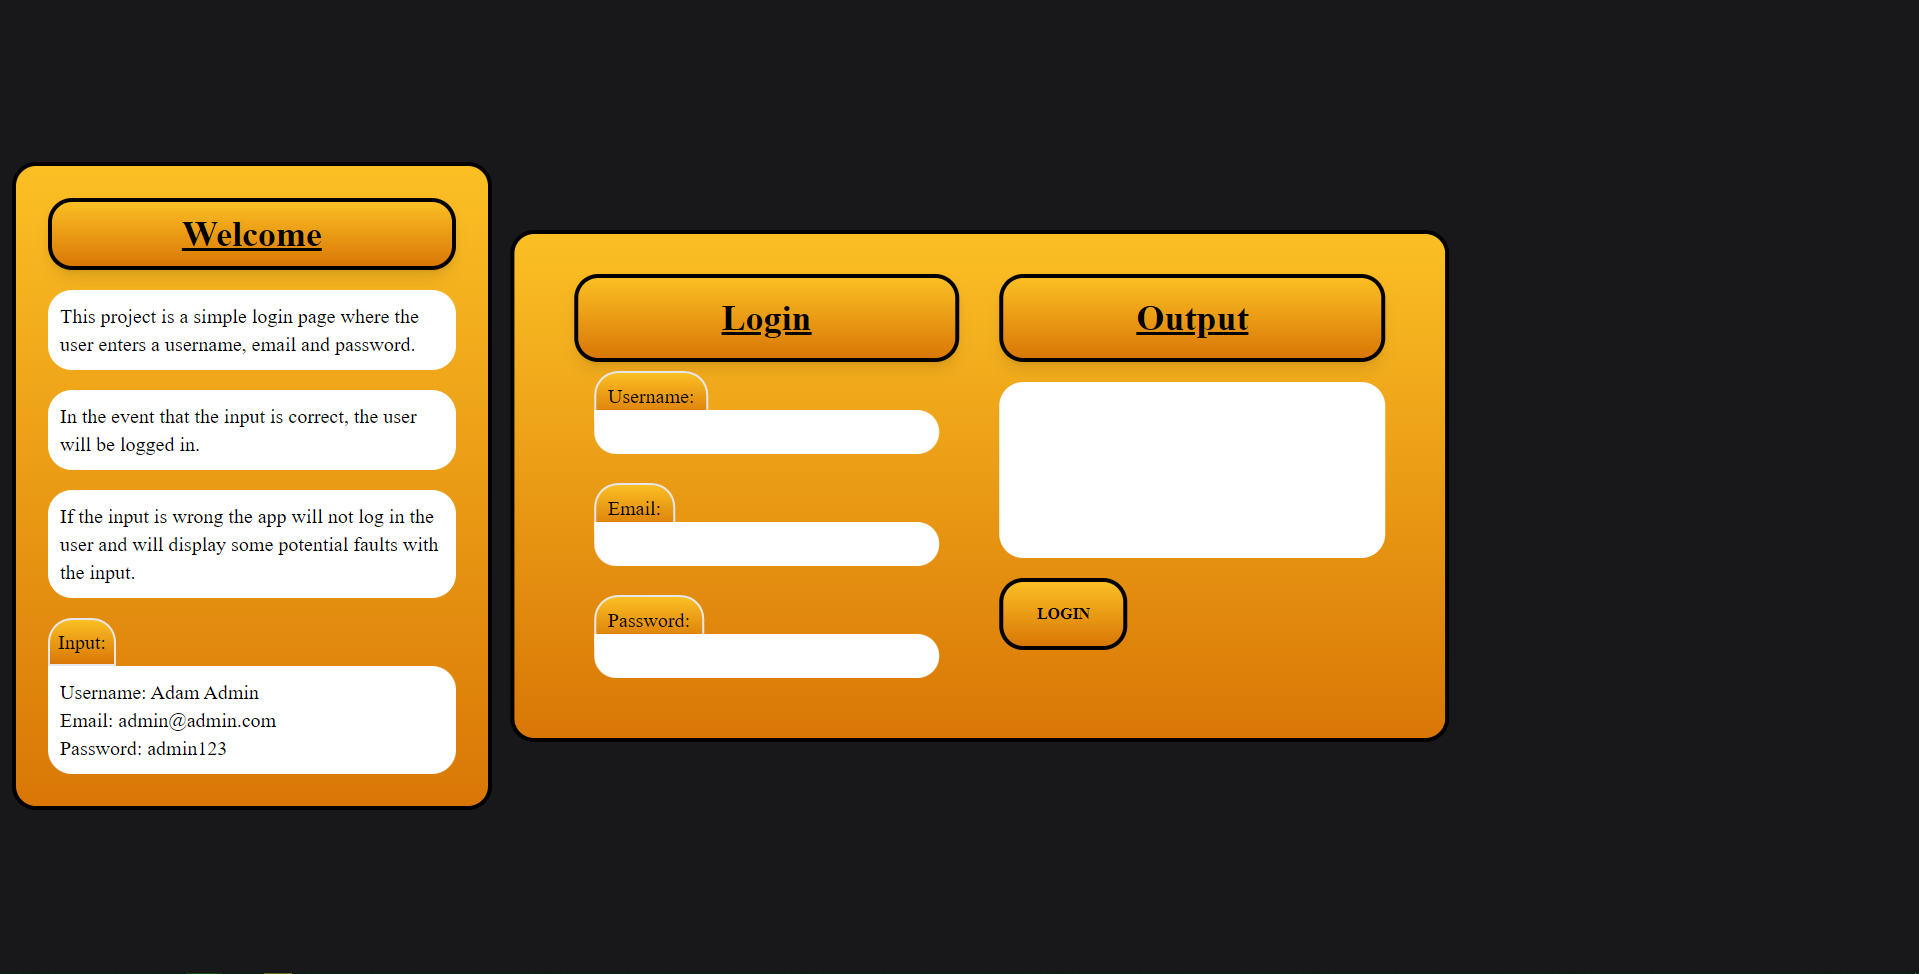 Welcome
This project is a simple login page where the
user enters a username, email and password.
In the event that the input is correct, the user
will be logged in.
If the input is wrong the app will not log in the
user and will display some potential faults with
the input.
Input:
Username: Adam Admin
Email: admin@admin.com
Password: admin123
Login
Username:
Email:
Password:
Output
LOGIN